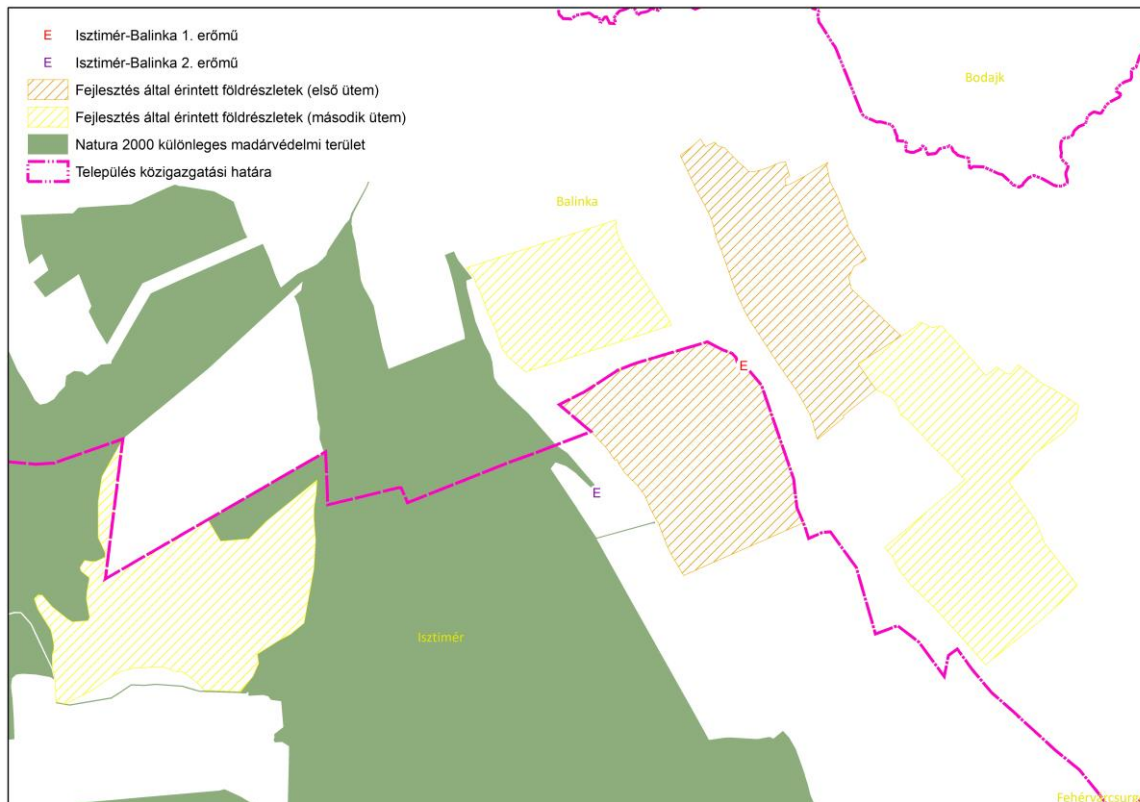 E Isztimér-Balinka 1. erőmű
E Isztimér-Balinka 2. erőmű
Fejlesztés által érintett földrészletek (első ütem)
Fejlesztés által érintett földrészletek (második ütem)
Natura 2000 különleges madárvédelmi terület
Település közigazgatási határa
Bodajk
Balinka
E
E
Isztimér
Fehérvárcsurgó